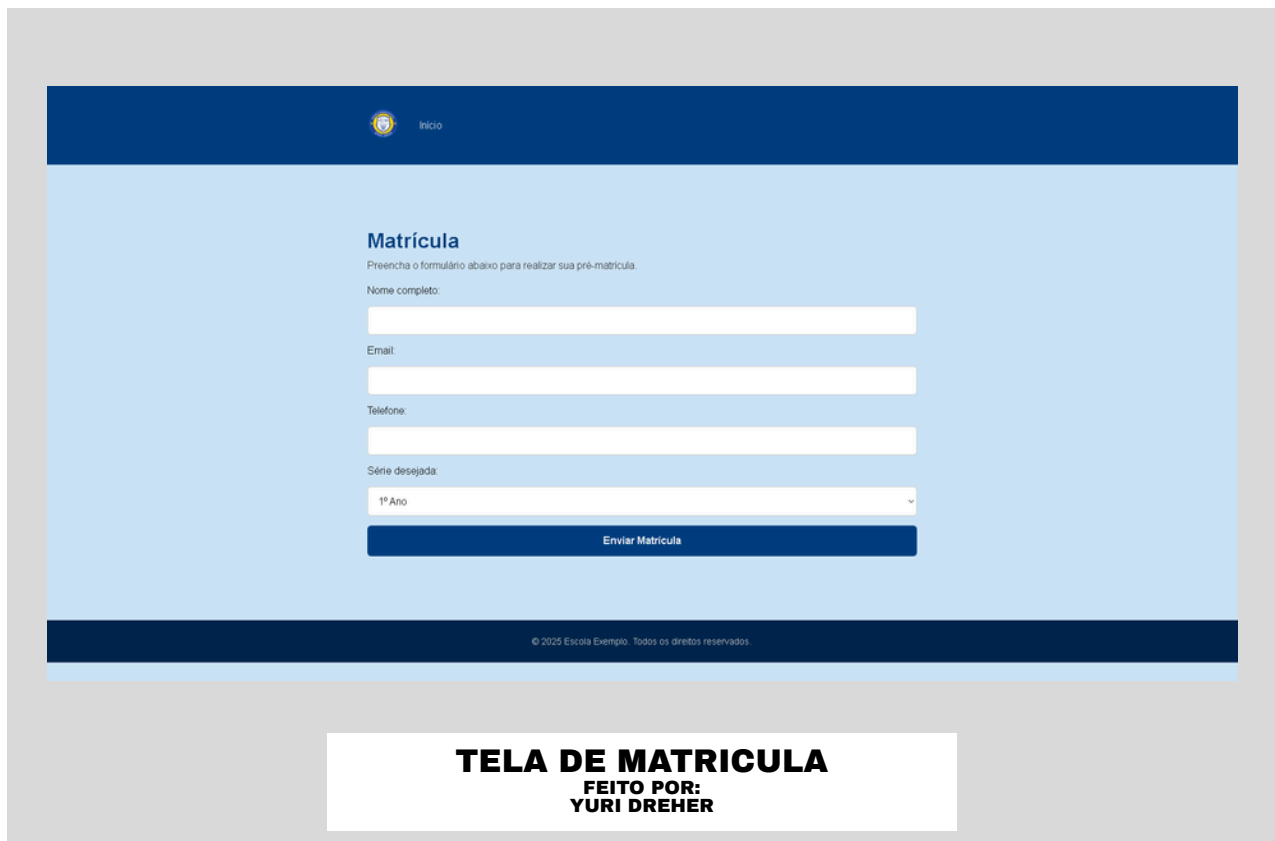 Início
Matrícula
Preencha o formulário abaixo para realizar sua pré-matrícula.
Nome completo:
Email:
Telefone:
Série desejada:
1º Ano
Enviar Matrícula
© 2025 Escola Exemplo. Todos os direitos reservados.
TELA DE MATRICULA
FEITO POR:
YURI DREHER